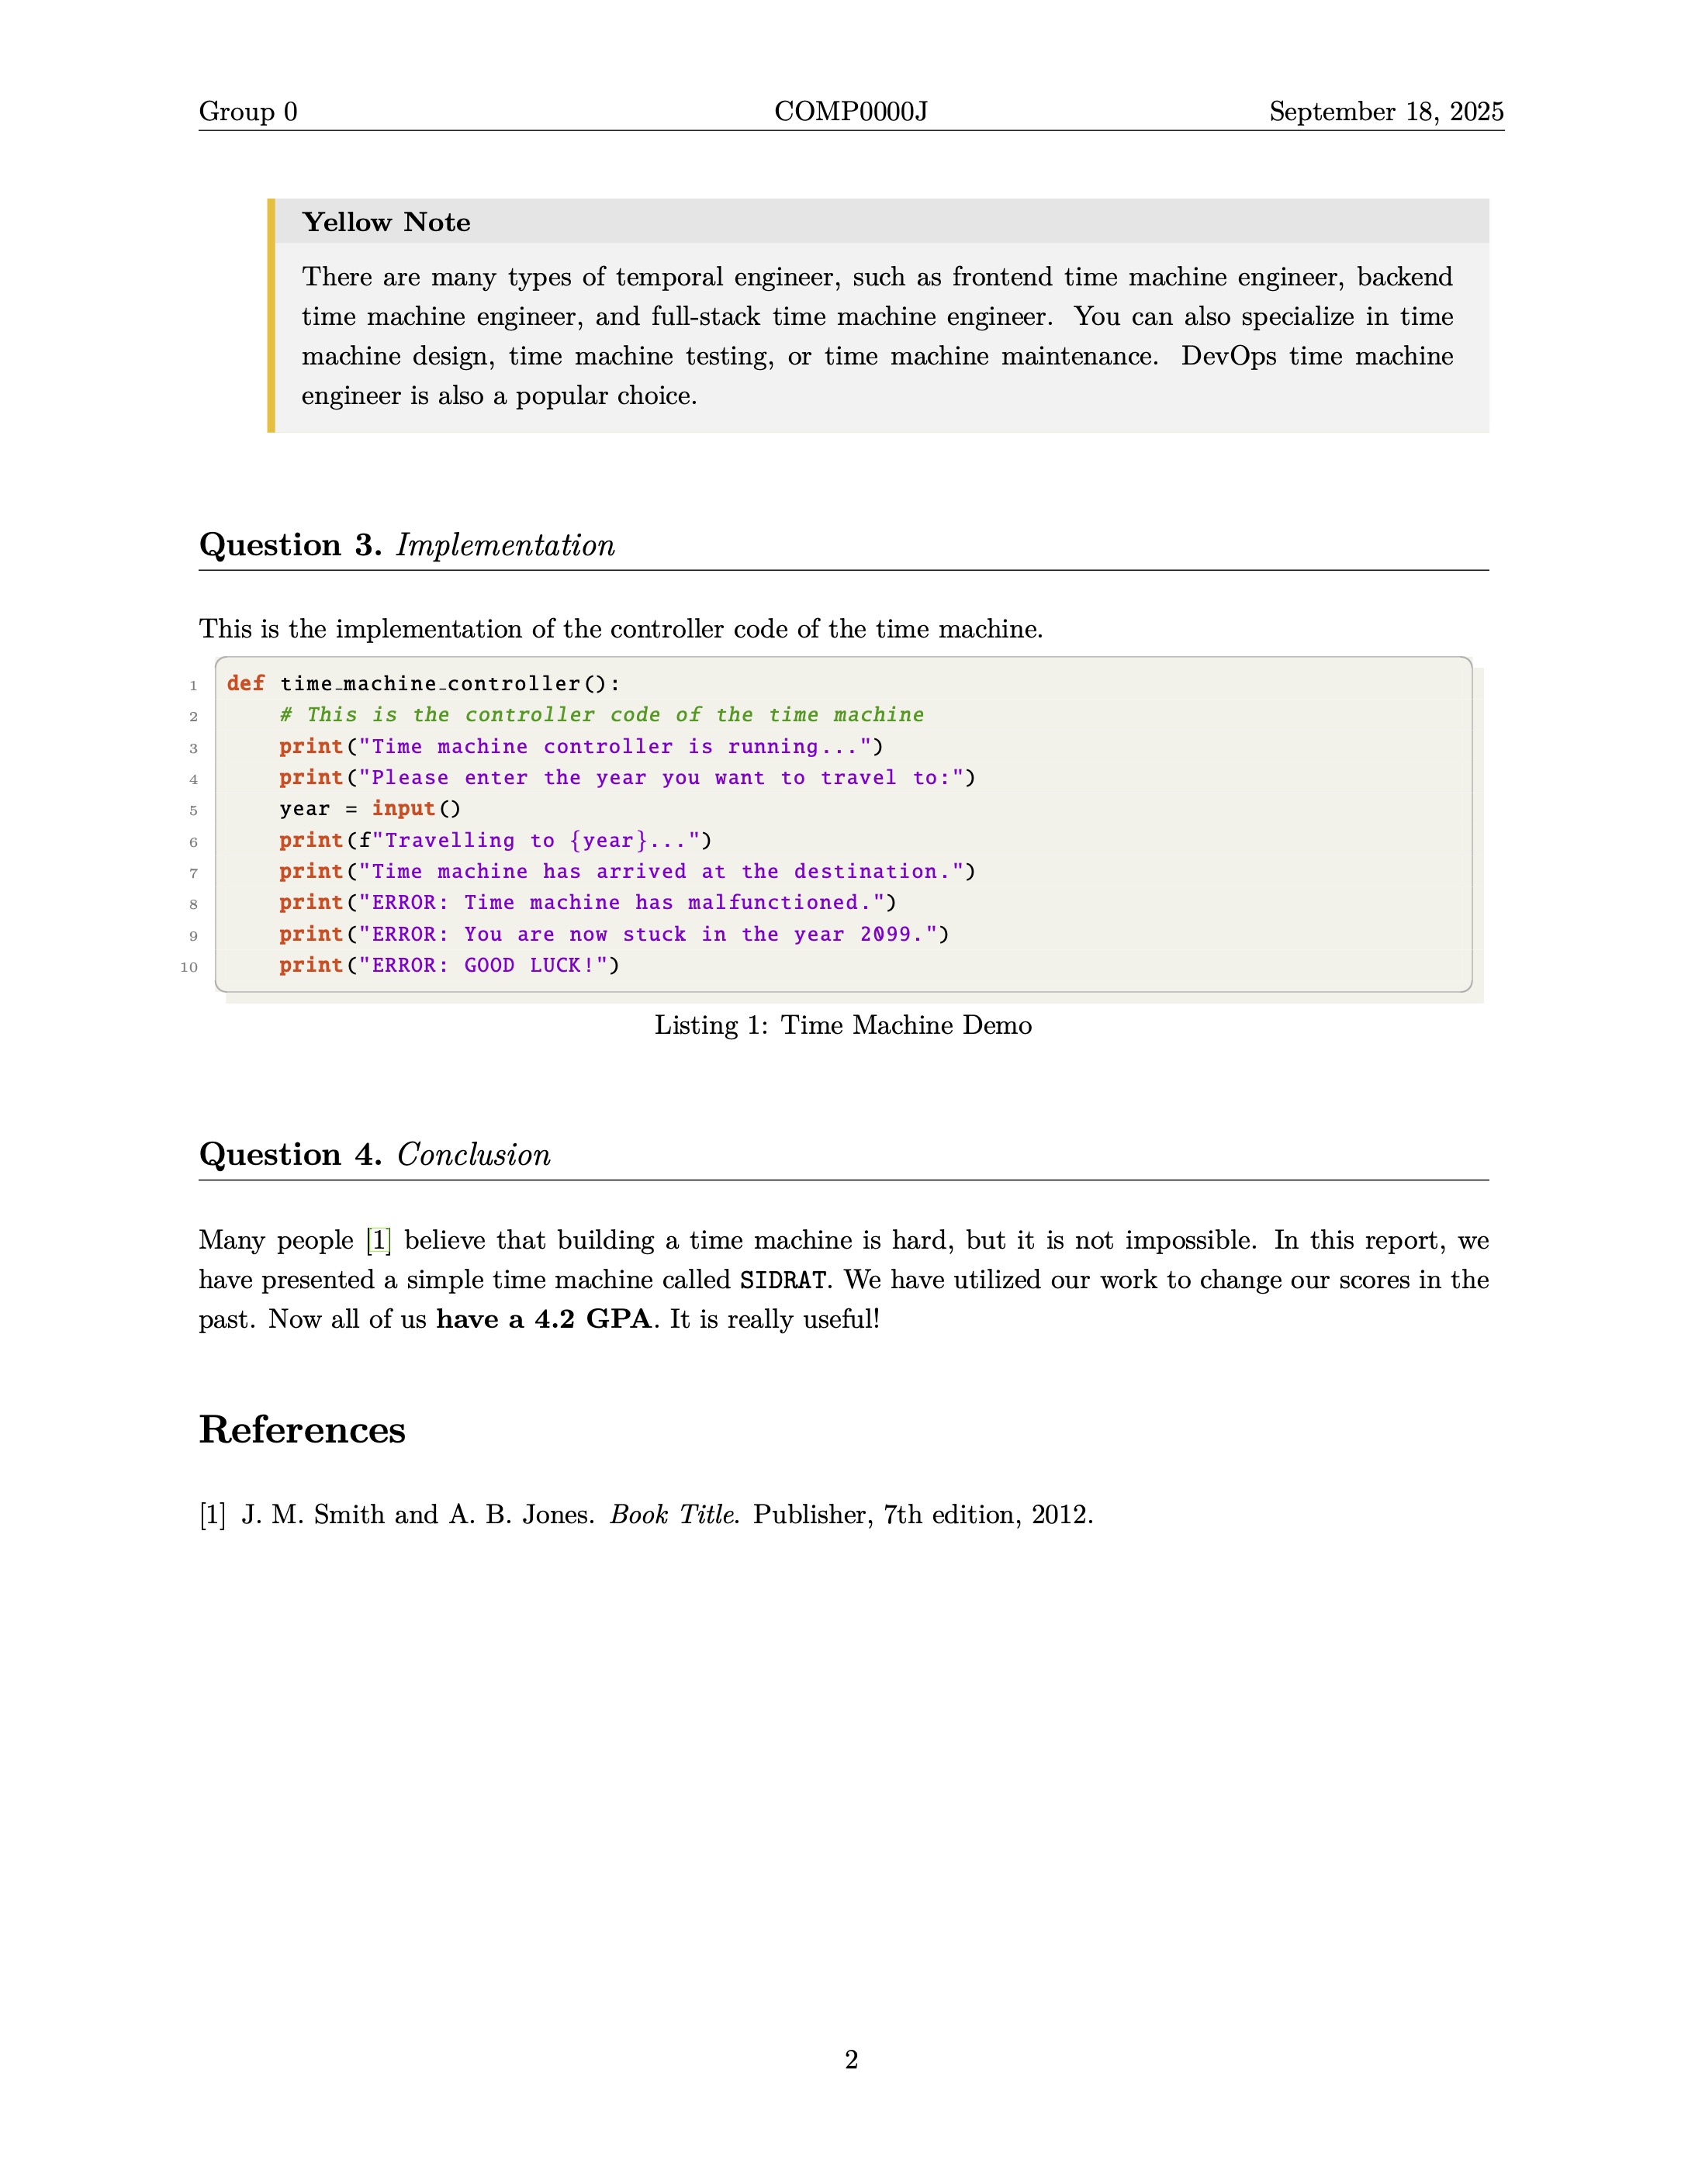 Group 0 COMP0000J September 18, 2025
Yellow Note
There are many types of temporal engineer, such as frontend time machine engineer, backend
time machine engineer, and full-stack time machine engineer. You can also specialize in time
machine design, time machine testing, or time machine maintenance. DevOps time machine
engineer is also a popular choice.
Question 3. Implementation
This is the implementation of the controller code of the time machine.
1 def time_machine_controller():
2     # This is the controller code of the time machine
3     print("Time machine controller is running...")
4     print("Please enter the year you want to travel to:")
5     year = input()
6     print(f"Travelling to {year}...")
7     print("Time machine has arrived at the destination.")
8     print("ERROR: Time machine has malfunctioned.")
9     print("ERROR: You are now stuck in the year 2099.")
10     print("ERROR: GOOD LUCK!")
Listing 1: Time Machine Demo
Question 4. Conclusion
Many people [1] believe that building a time machine is hard, but it is not impossible. In this report, we
have presented a simple time machine called SIDRAT. We have utilized our work to change our scores in the
past. Now all of us have a 4.2 GPA. It is really useful!
References
[1] J. M. Smith and A. B. Jones. Book Title. Publisher, 7th edition, 2012.
2